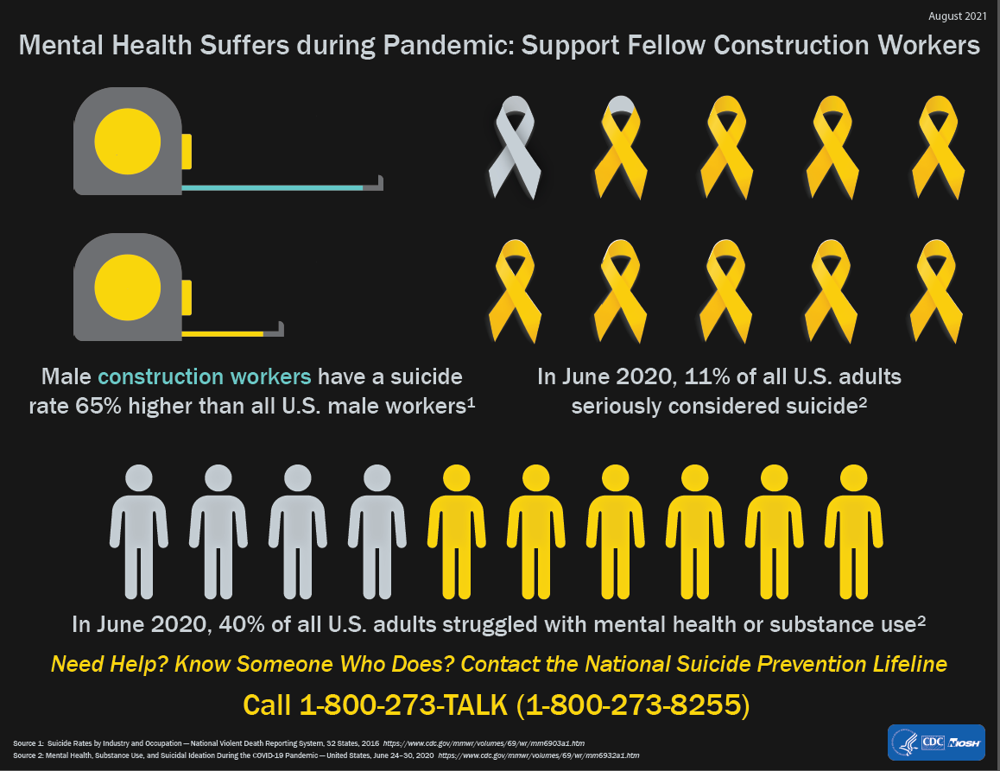 August 2021
Mental Health Suffers during Pandemic: Support Fellow Construction Workers
Male construction workers have a suicide
rate 65% higher than all U.S. male workers¹
In June 2020, 11% of all U.S. adults
seriously considered suicide²
In June 2020, 40% of all U.S. adults struggled with mental health or substance use²
Need Help? Know Someone Who Does? Contact the National Suicide Prevention Lifeline
Call 1-800-273-TALK (1-800-273-8255)
Source 1: Suicide Rates by Industry and Occupation — National Violent Death Reporting System, 32 States, 2016 https://www.cdc.gov/mmwr/volumes/69/wr/mm6903a1.htm
Source 2: Mental Health, Substance Use, and Suicidal Ideation During the COVID-19 Pandemic — United States, June 24–30, 2020 https://www.cdc.gov/mmwr/volumes/69/wr/mm6932a1.htm
CDC NIOSH